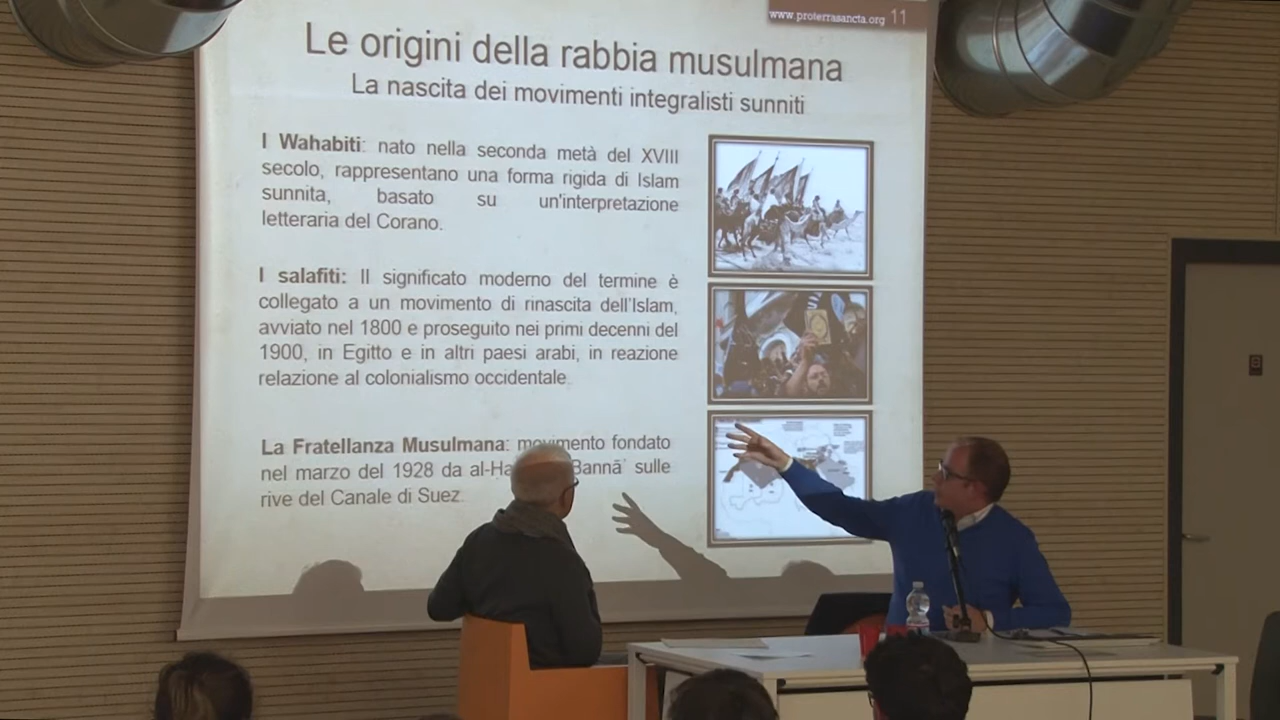 www.proterrasancta.org 11
Le origini della rabbia musulmana
La nascita dei movimenti integralisti sunniti
I Wahabiti: nato nella seconda metà del XVIII
secolo, rappresentano una forma rigida di Islam
sunnita, basato su un'interpretazione
letteraria del Corano.
I salafiti: Il significato moderno del termine è
collegato a un movimento di rinascita dell'Islam,
avviato nel 1800 e proseguito nei primi decenni del
1900, in Egitto e in altri paesi arabi, in reazione
relazione al colonialismo occidentale.
La Fratellanza Musulmana: movimento fondato
nel marzo del 1928 da Bannā' sulle
rive del Canale di Suez.